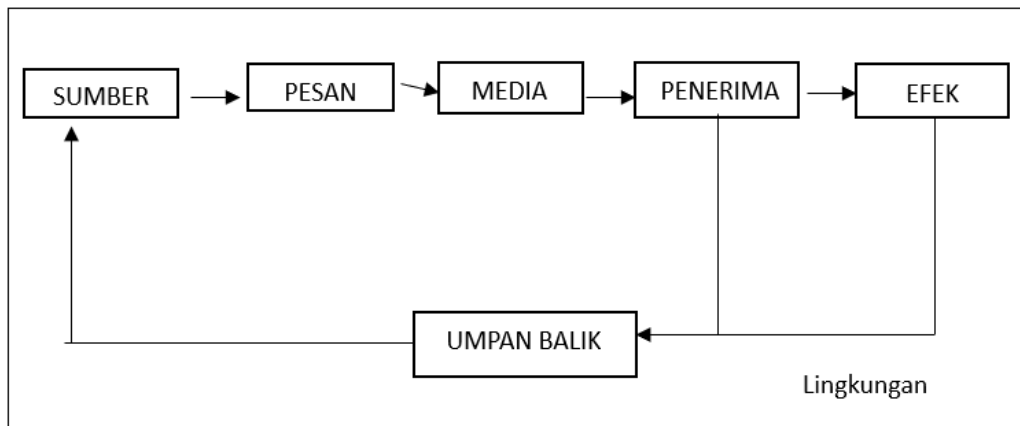 SUMBER
PESAN
MEDIA
PENERIMA
EFEK
UMPAN BALIK
Lingkungan